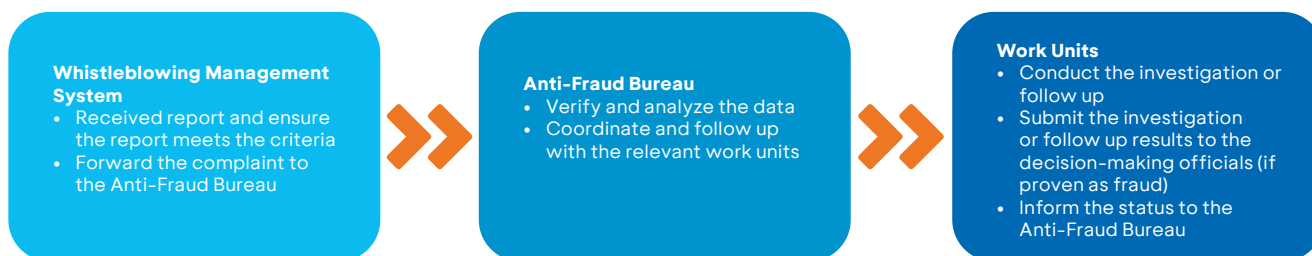 Whistleblowing Management
System
• Received report and ensure
the report meets the criteria
• Forward the complaint to
the Anti-Fraud Bureau
Anti-Fraud Bureau
• Verify and analyze the data
• Coordinate and follow up
with the relevant work units
Work Units
• Conduct the investigation or
follow up
• Submit the investigation
or follow up results to the
decision-making officials (if
proven as fraud)
• Inform the status to the
Anti-Fraud Bureau